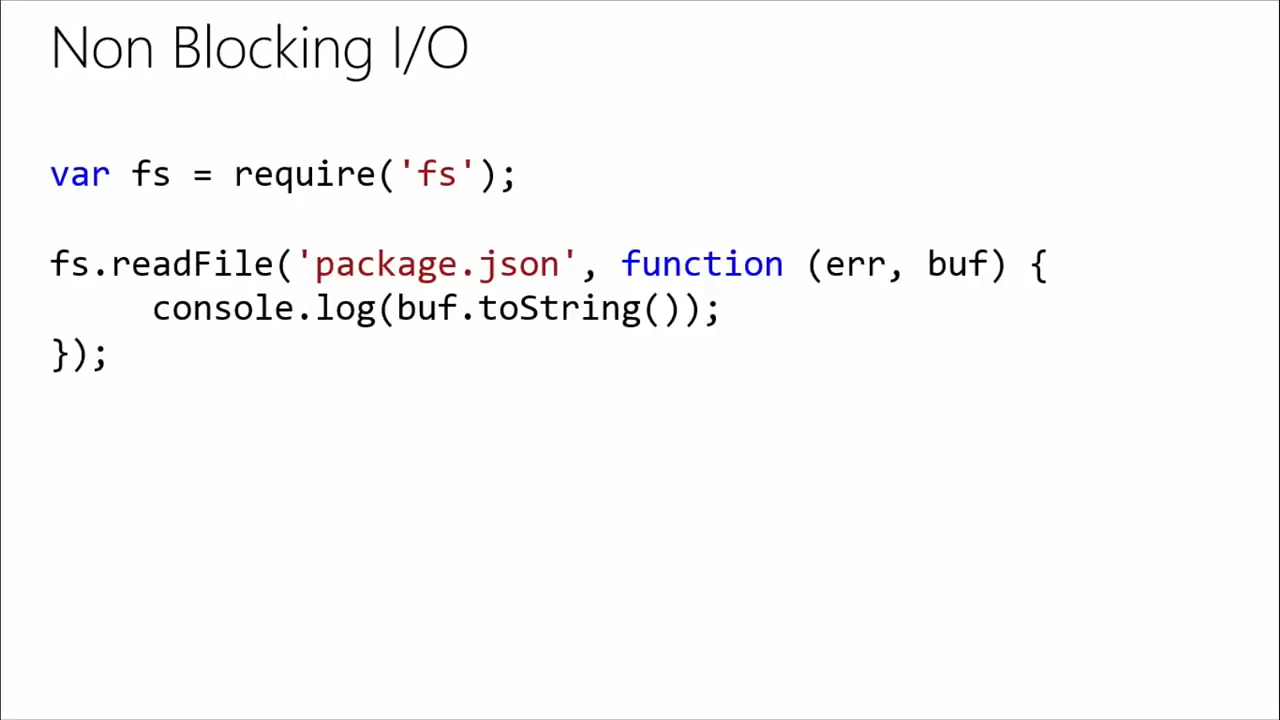 Non Blocking I/O
var fs = require('fs');
fs.readFile('package.json', function (err, buf) {
console.log(buf.toString());
});